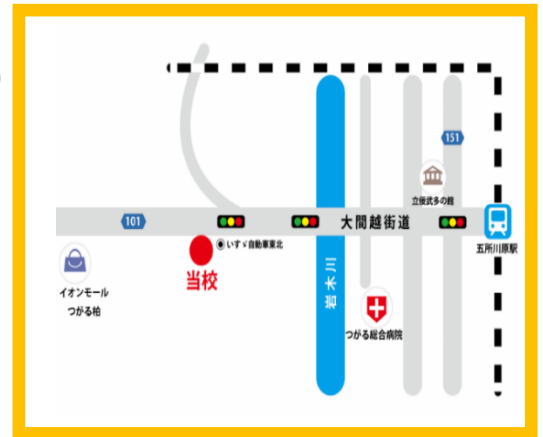 151
立佞武多の館
101
大間越街道
いすゞ自動車東北
五所川原駅
当校
イオンモール
つがる柏
岩木川
つがる総合病院